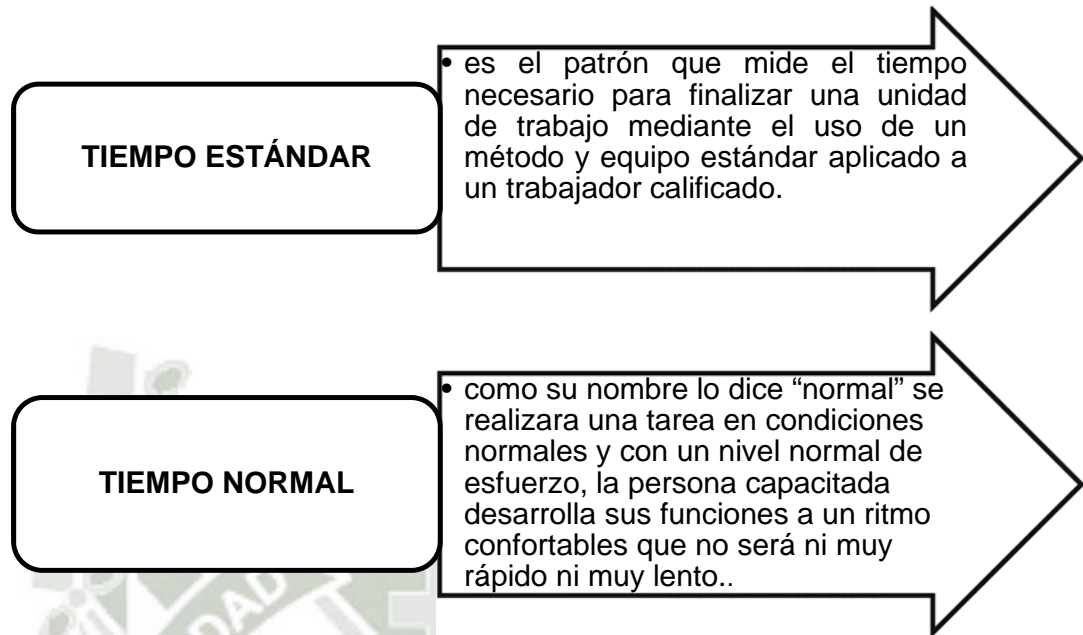 TIEMPO ESTÁNDAR
• es el patrón que mide el tiempo
necesario para finalizar una unidad
de trabajo mediante el uso de un
método y equipo estándar aplicado a
un trabajador calificado.
TIEMPO NORMAL
• como su nombre lo dice “normal” se
realizara una tarea en condiciones
normales y con un nivel normal de
esfuerzo, la persona capacitada
desarrolla sus funciones a un ritmo
confortables que no será ni muy
rápido ni muy lento..
DAD